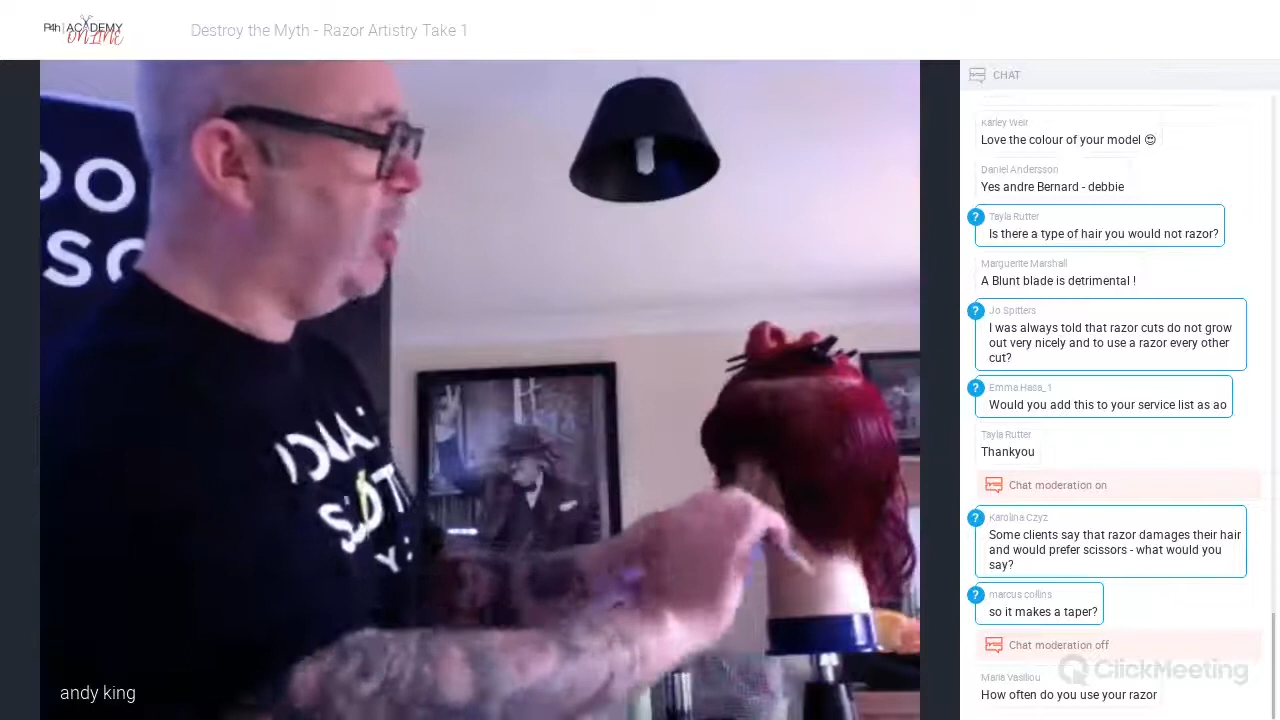 P4h | ACADEMY
ONLINE
Destroy the Myth - Razor Artistry Take 1
CHAT
Karley Weir
Love the colour of your model
Daniel Andersson
Yes andre Bernard - debbie
? Tayla Rutter
Is there a type of hair you would not razor?
Marguerite Marshall
A Blunt blade is detrimental !
? Jo Spitters
I was always told that razor cuts do not grow
out very nicely and to use a razor every other
cut?
? Emma Hasa_1
Would you add this to your service list as ao
Tayla Rutter
Thankyou
Chat moderation on
? Karolina Czyz
Some clients say that razor damages their hair
and would prefer scissors - what would you
say?
? marcus collins
so it makes a taper?
Chat moderation off
ClickMeeting
Maria Vasiliou
How often do you use your razor
andy king